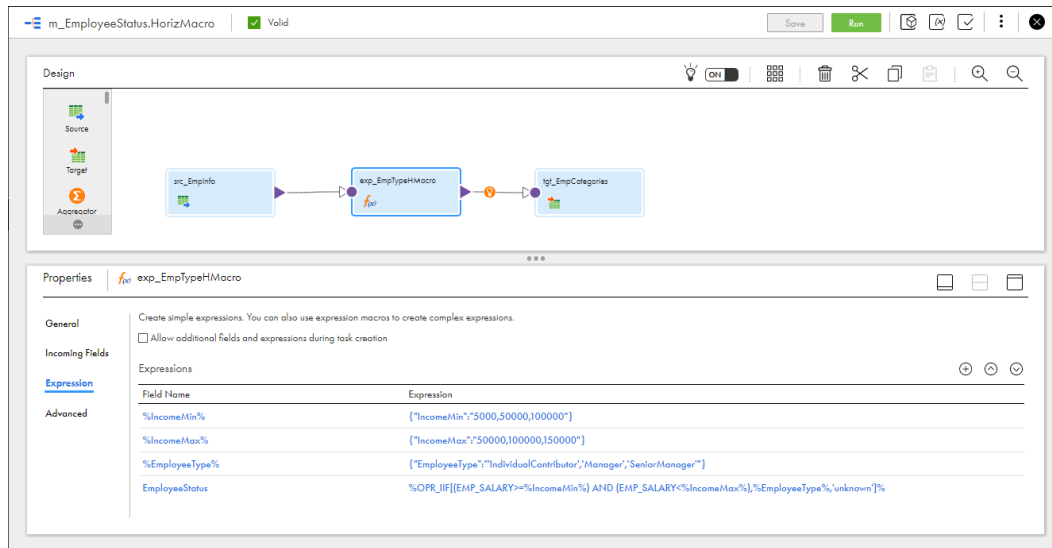 m_EmployeeStatus.HorizMacro
Valid
Save
Run
Design
ON
Source
Target
Aggregator
src_EmpInfo
exp_EmpTypeHMacro
tgt_EmpCategories
Properties
exp_EmpTypeHMacro
General
Incoming Fields
Expression
Advanced
Create simple expressions. You can also use expression macros to create complex expressions.
Allow additional fields and expressions during task creation
Expressions
Field Name Expression
%IncomeMin% {"IncomeMin":"5000,50000,100000"}
%IncomeMax% {"IncomeMax":"50000,100000,150000"}
%EmployeeType% {"EmployeeType":"'IndividualContributor','Manager','SeniorManager'"}
EmployeeStatus %OPR_IIF[(EMP_SALARY>=%IncomeMin%) AND (EMP_SALARY<%IncomeMax%),%EmployeeType%,'unknown']%